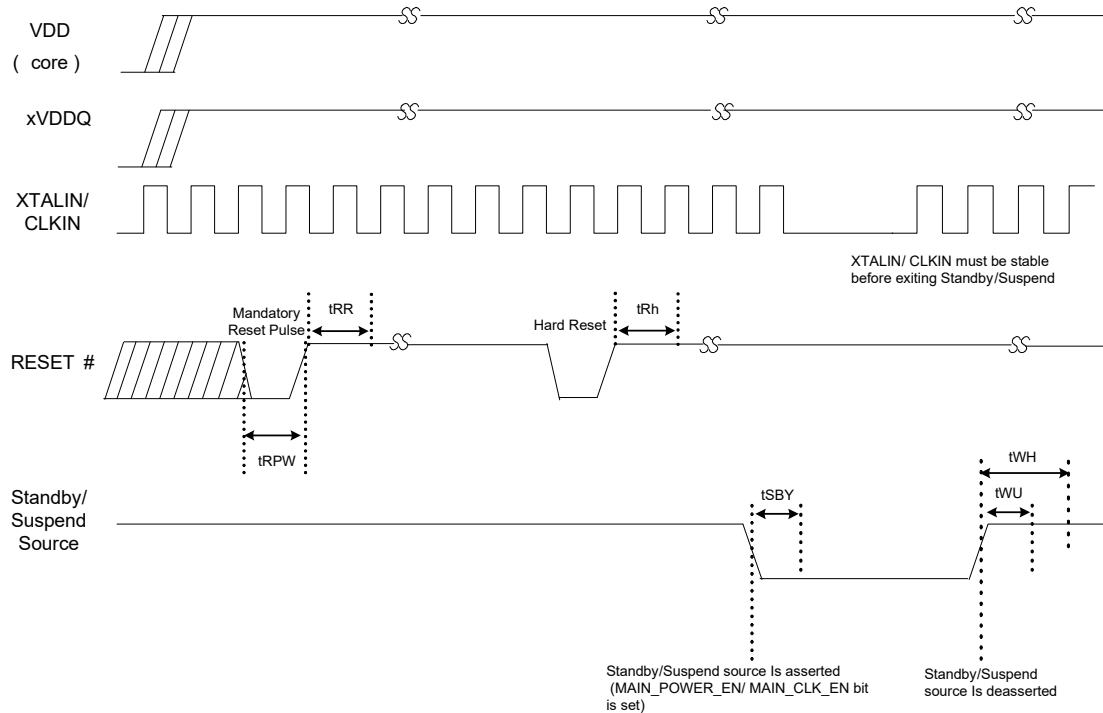 VDD
( core )
xVDDQ
XTALIN/
CLKIN
XTALIN/ CLKIN must be stable
before exiting Standby/Suspend
Mandatory
Reset Pulse
tRR
Hard Reset
tRh
RESET #
tRPW
tWH
Standby/
Suspend
Source
tSBY
tWU
Standby/Suspend source Is asserted
(MAIN_POWER_EN/ MAIN_CLK_EN bit
is set)
Standby/Suspend
source Is deasserted